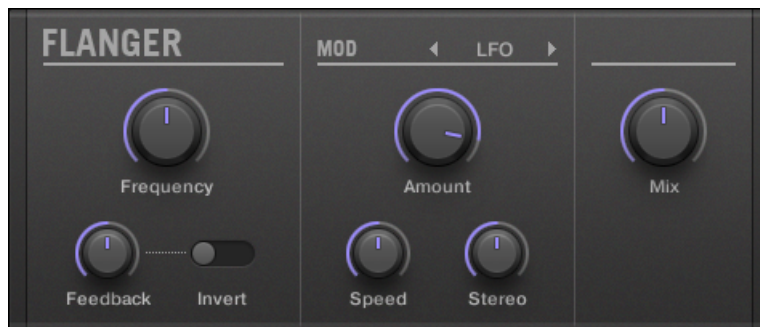 FLANGER
MOD LFO
Frequency
Amount
Mix
Feedback Invert
Speed Stereo